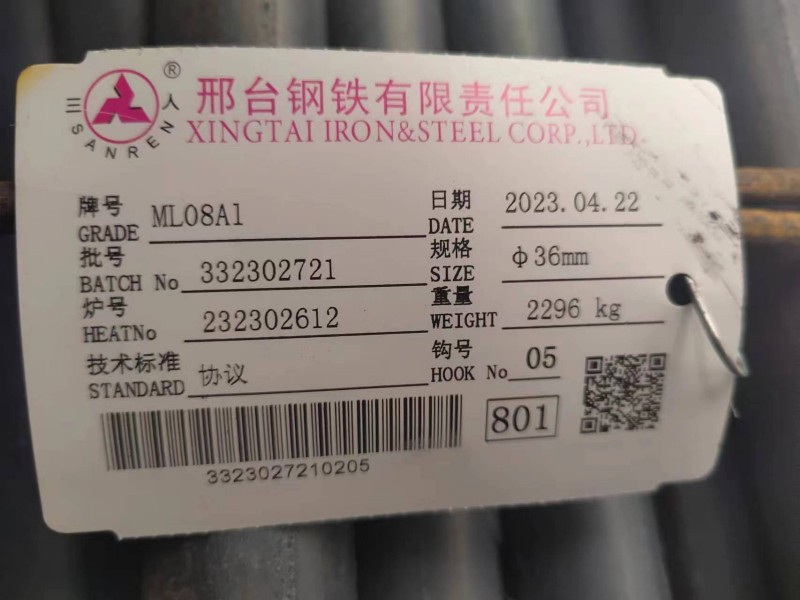 三人
SANREN
®
邢台钢铁有限责任公司
XINGTAI IRON&STEEL CORP.,LTD.
牌号
GRADE ML08Al
日期
DATE 2023.04.22
批号
BATCH No 332302721
规格
SIZE φ36mm
炉号
HEATNo 232302612
重量
WEIGHT 2296 kg
技术标准
STANDARD 协议
钩号
HOOK No 05
801
3323027210205